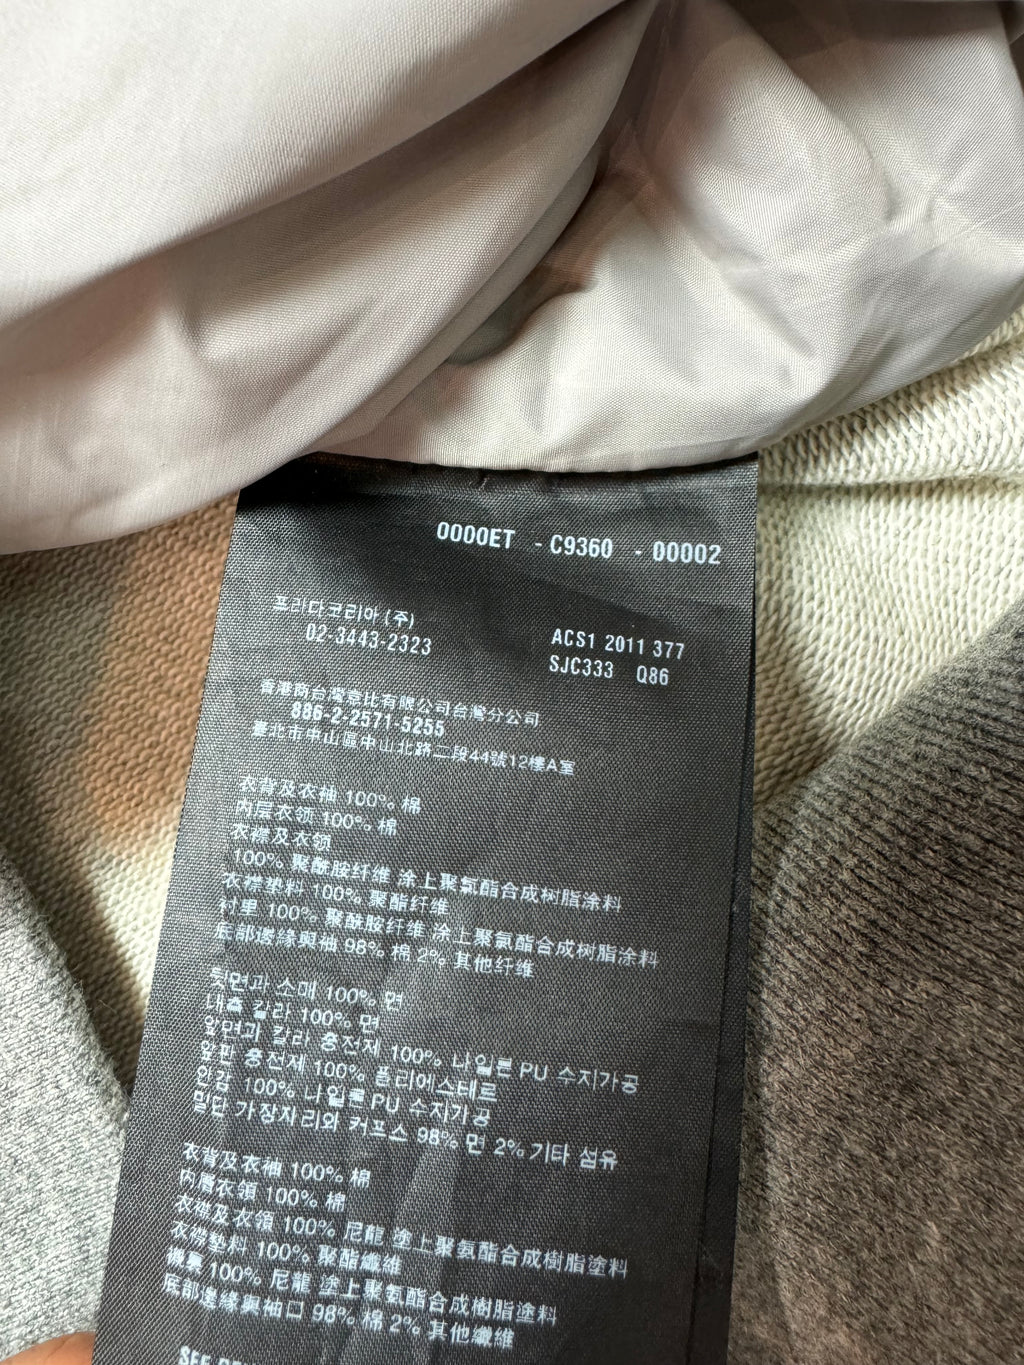 0000ET - C9360 - 00002
프라다코리아(주)
02-3443-2323
ACS1 2011 377
SJC333 Q86
香港商台灣壹比有限公司台灣分公司
886-2-2571-5255
臺北市中山區中山北路二段44號12樓A室
衣背及衣袖 100% 棉
内层衣领 100% 棉
衣襟及衣领
100% 聚酰胺纤维 涂上聚氨酯合成树脂涂料
衣襟垫料 100% 聚酯纤维
衬里 100% 聚酰胺纤维 涂上聚氨酯合成树脂涂料
底部邊緣與袖 98% 棉 2% 其他纤维
뒷면과 소매 100% 면
내측 칼라 100% 면
앞면과 칼라 충전제 100% 나일론 PU 수지가공
앞판 충전재 100% 폴리에스테르
안감 100% 나일론 PU 수지가공
밑단 가장자리와 커프스 98% 면 2% 기타 섬유
衣背及衣袖 100% 棉
內層衣領 100% 棉
衣襟及衣領 100% 尼龍 塗上聚氨酯合成樹脂塗料
衣襟墊料 100% 聚酯纖維
襯裏 100% 尼龍 塗上聚氨酯合成樹脂塗料
底部邊緣與袖口 98% 棉 2% 其他纖維
SEE